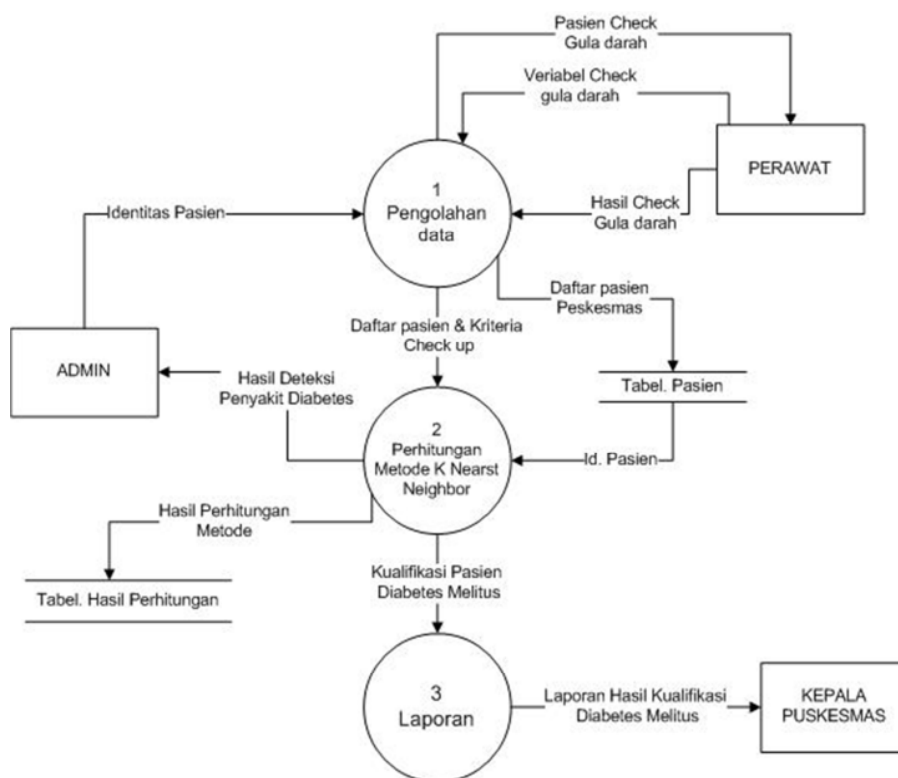 Pasien Check
Gula darah
Veriabel Check
gula darah
PERAWAT
1
Pengolahan
data
Hasil Check
Gula darah
Identitas Pasien
Daftar pasien
Peskesmas
Daftar pasien & Kriteria
Check up
ADMIN
Hasil Deteksi
Penyakit Diabetes
Tabel. Pasien
2
Perhitungan
Metode K Nearst
Neighbor
Id. Pasien
Hasil Perhitungan
Metode
Kualifikasi Pasien
Diabetes Melitus
Tabel. Hasil Perhitungan
3
Laporan
Laporan Hasil Kualifikasi
Diabetes Melitus
KEPALA
PUSKESMAS